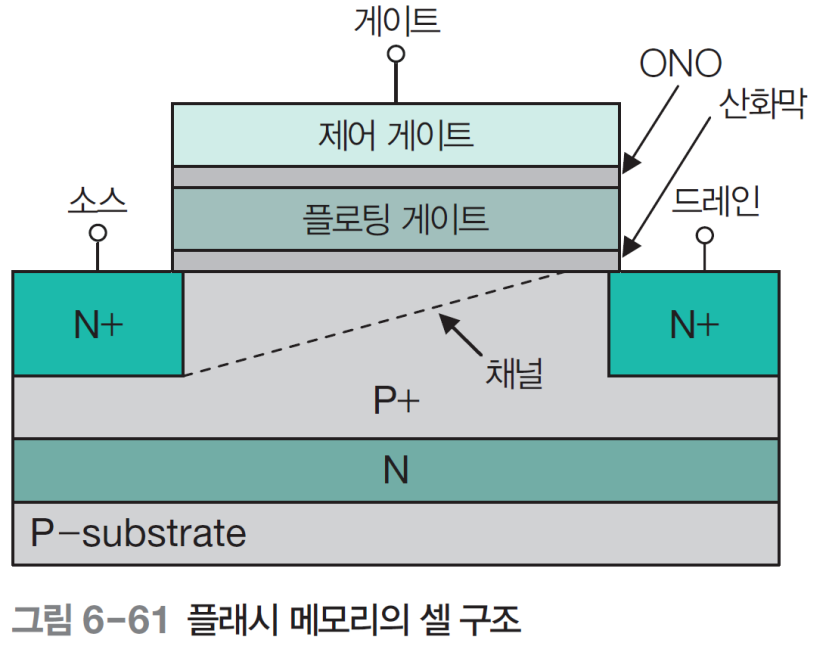 게이트
ONO
산화막
제어 게이트
소스
플로팅 게이트
드레인
N+
N+
채널
P+
N
P-substrate
그림 6-61 플래시 메모리의 셀 구조